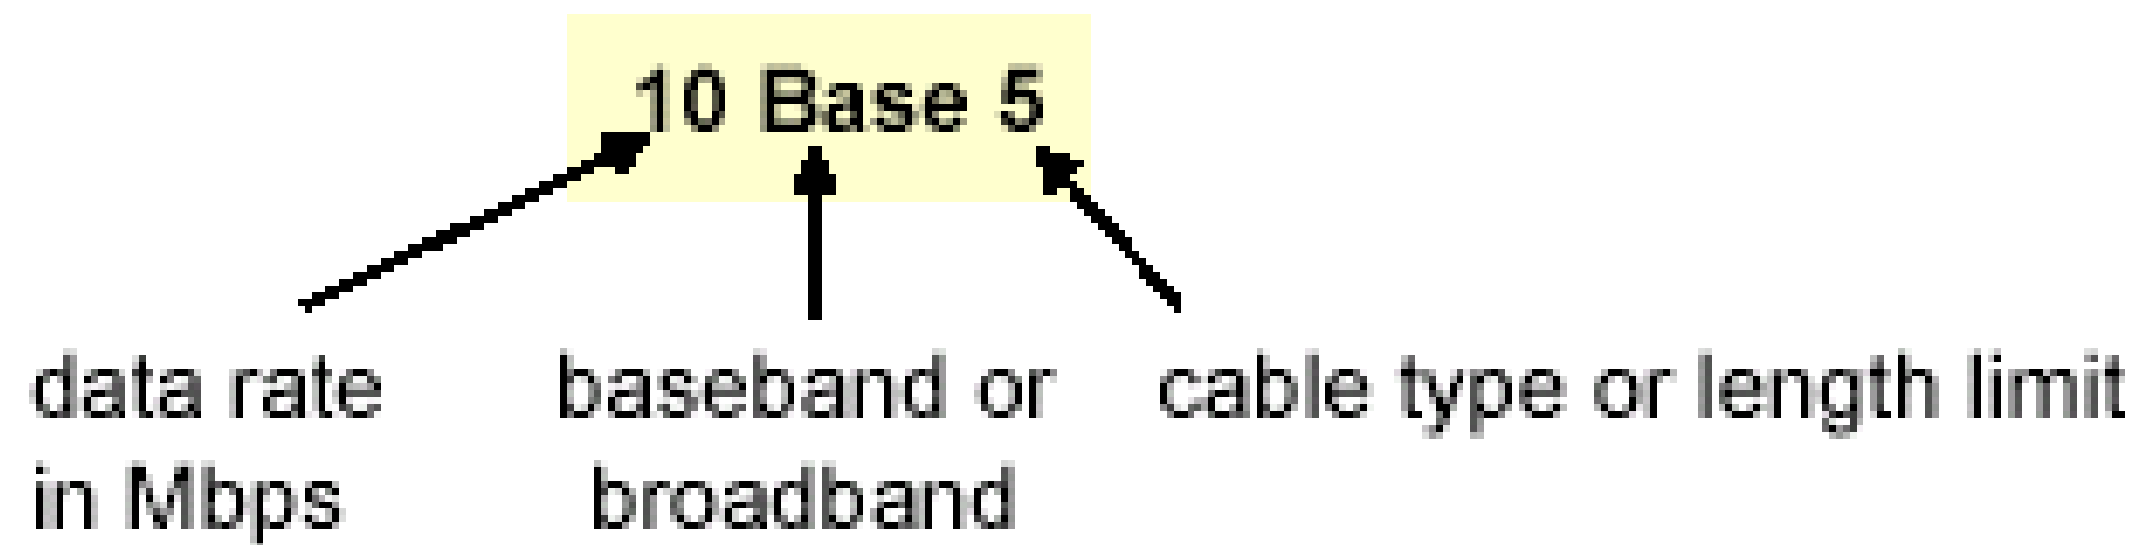 10 Base 5
data rate
in Mbps
baseband or
broadband
cable type or length limit